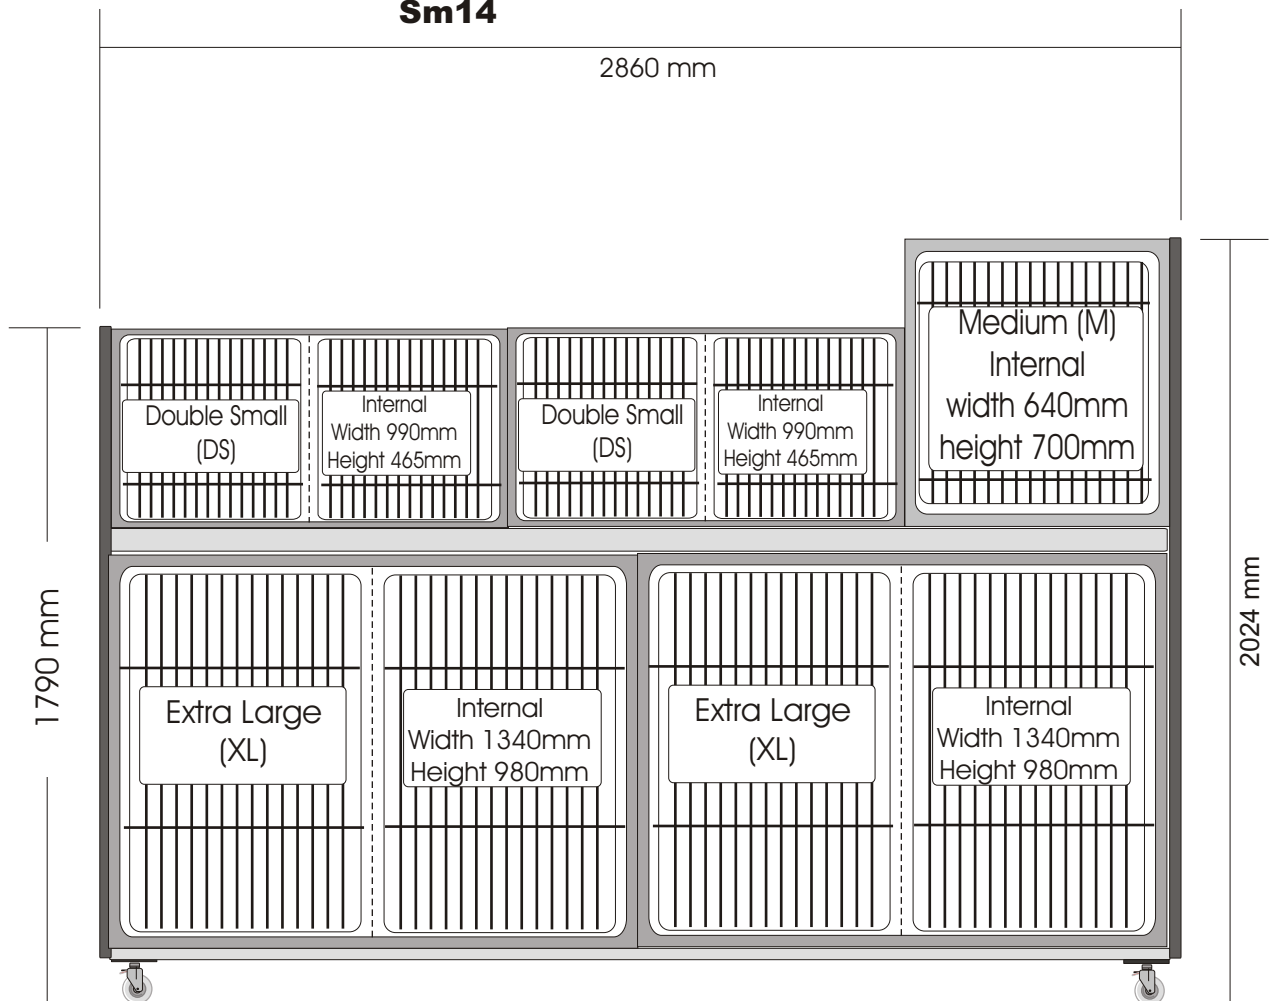 Sm14
2860 mm
Medium (M)
Internal
width 640mm
height 700mm
Double Small
(DS)
Internal
Width 990mm
Height 465mm
Double Small
(DS)
Internal
Width 990mm
Height 465mm
1790 mm
2024 mm
Extra Large
(XL)
Internal
Width 1340mm
Height 980mm
Extra Large
(XL)
Internal
Width 1340mm
Height 980mm